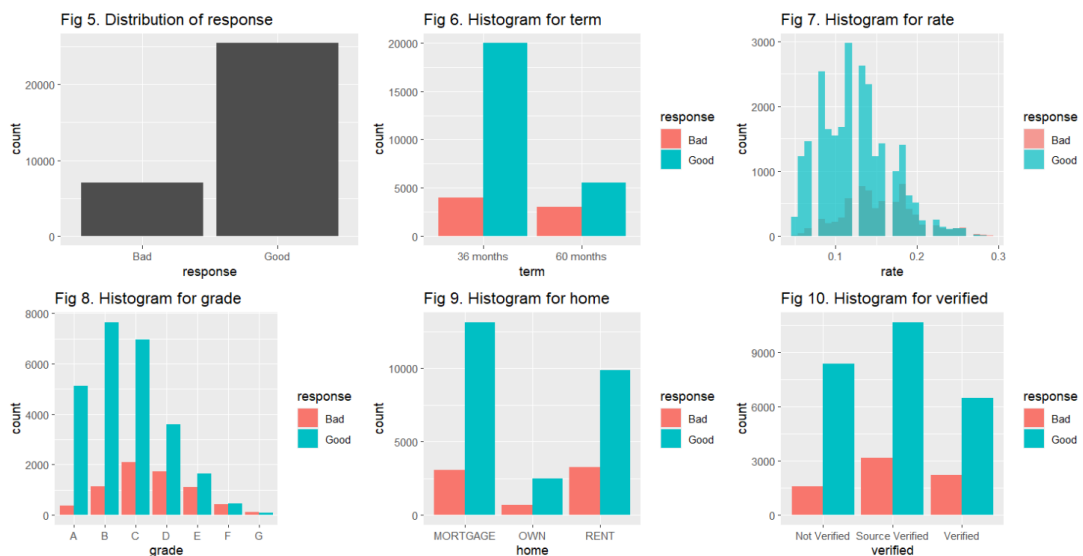 Fig 5. Distribution of response
20000
10000
0
count
Bad
Good
response
Fig 6. Histogram for term
20000
15000
10000
5000
0
count
36 months
60 months
term
response
Bad
Good
Fig 7. Histogram for rate
3000
2000
1000
0
count
0.1
0.2
0.3
rate
response
Bad
Good
Fig 8. Histogram for grade
8000
6000
4000
2000
0
count
A
B
C
D
E
F
G
grade
response
Bad
Good
Fig 9. Histogram for home
10000
5000
0
count
MORTGAGE
OWN
RENT
home
response
Bad
Good
Fig 10. Histogram for verified
9000
6000
3000
0
count
Not Verified
Source Verified
Verified
verified
response
Bad
Good